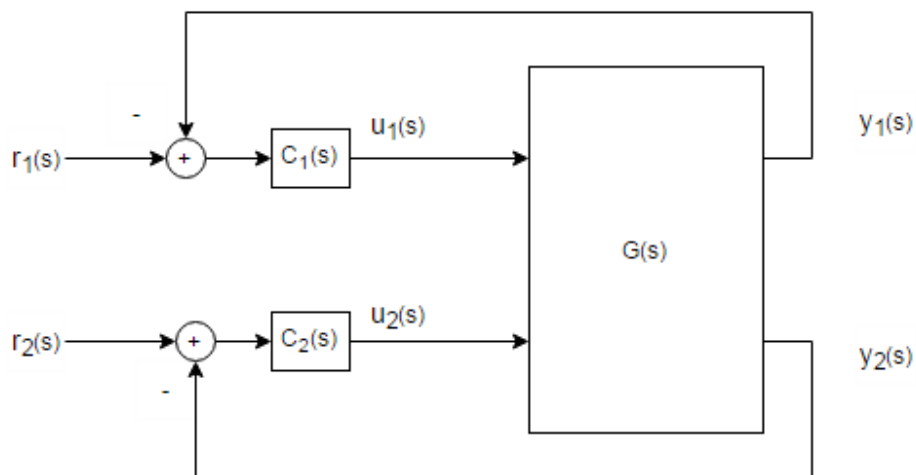 -
r1(s)
+
C1(s)
u1(s)
y1(s)
G(s)
r2(s)
+
C2(s)
u2(s)
y2(s)
-